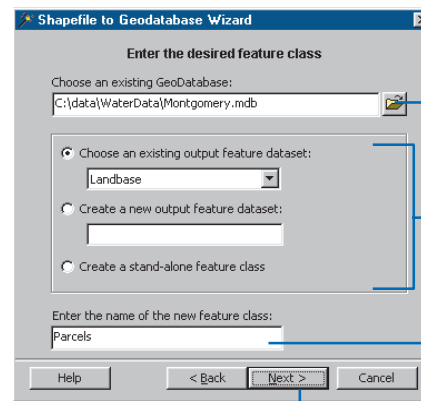 Shapefile to Geodatabase Wizard
Enter the desired feature class
Choose an existing GeoDatabase:
C:\data\WaterData\Montgomery.mdb
Choose an existing output feature dataset:
Landbase
Create a new output feature dataset:
Create a stand-alone feature class
Enter the name of the new feature class:
Parcels
Help < Back Next > Cancel